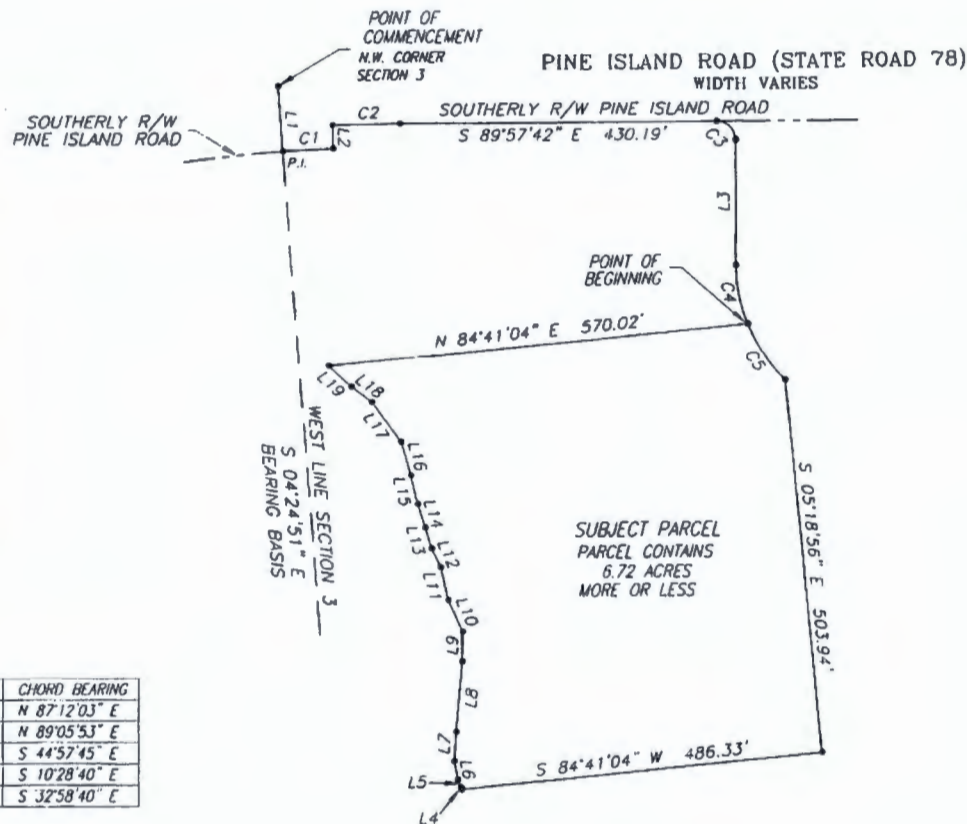 POINT OF
COMMENCEMENT
N.W. CORNER
SECTION 3
PINE ISLAND ROAD (STATE ROAD 78)
WIDTH VARIES
SOUTHERLY R/W
PINE ISLAND ROAD
L1
C1
P.I.
L2
C2
SOUTHERLY R/W PINE ISLAND ROAD
S 89°57'42" E 430.19'
C3
L3
POINT OF
BEGINNING
C4
C5
N 84°41'04" E 570.02'
L19
L18
L17
L16
L15
L14
L13
L12
L11
L10
L9
L8
L7
L6
L5
L4
WEST LINE SECTION 3
S 04°24'51" E
BEARING BASIS
SUBJECT PARCEL
PARCEL CONTAINS
6.72 ACRES
MORE OR LESS
S 05°18'56" E 503.94'
S 84°41'04" W 486.33'
CHORD BEARING
N 87°12'03" E
N 89°05'53" E
S 44°57'45" E
S 10°28'40" E
S 32°58'40" E